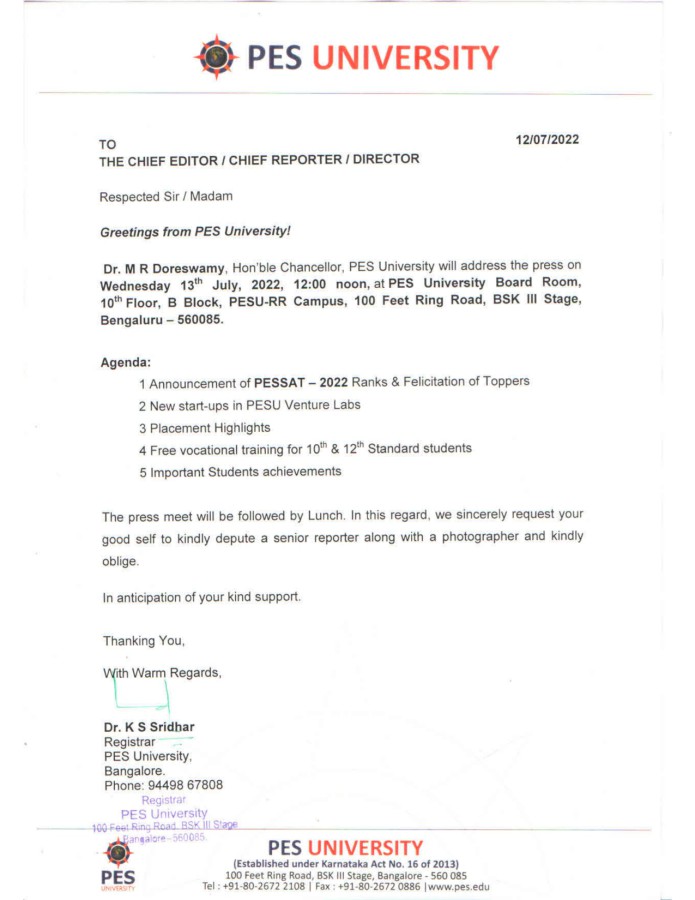 PES UNIVERSITY
12/07/2022
TO
THE CHIEF EDITOR / CHIEF REPORTER / DIRECTOR
Respected Sir / Madam
Greetings from PES University!
Dr. M R Doreswamy, Hon'ble Chancellor, PES University will address the press on
Wednesday 13th July, 2022, 12:00 noon, at PES University Board Room,
10th Floor, B Block, PESU-RR Campus, 100 Feet Ring Road, BSK III Stage,
Bengaluru – 560085.
Agenda:
1 Announcement of PESSAT – 2022 Ranks & Felicitation of Toppers
2 New start-ups in PESU Venture Labs
3 Placement Highlights
4 Free vocational training for 10th & 12th Standard students
5 Important Students achievements
The press meet will be followed by Lunch. In this regard, we sincerely request your
good self to kindly depute a senior reporter along with a photographer and kindly
oblige.
In anticipation of your kind support.
Thanking You,
With Warm Regards,
Dr. K S Sridhar
Registrar
PES University,
Bangalore.
Phone: 94498 67808
Registrar
PES University
100 Feet Ring Road, BSK III Stage
Bangalore - 560085.
PES
UNIVERSITY
PES UNIVERSITY
(Established under Karnataka Act No. 16 of 2013)
100 Feet Ring Road, BSK III Stage, Bangalore - 560 085
Tel : +91-80-2672 2108 | Fax : +91-80-2672 0886 |www.pes.edu